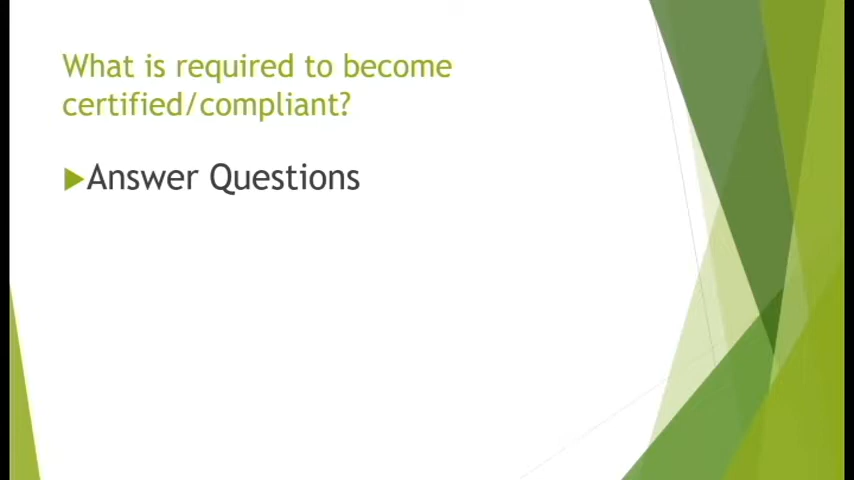 What is required to become
certified/compliant?
Answer Questions